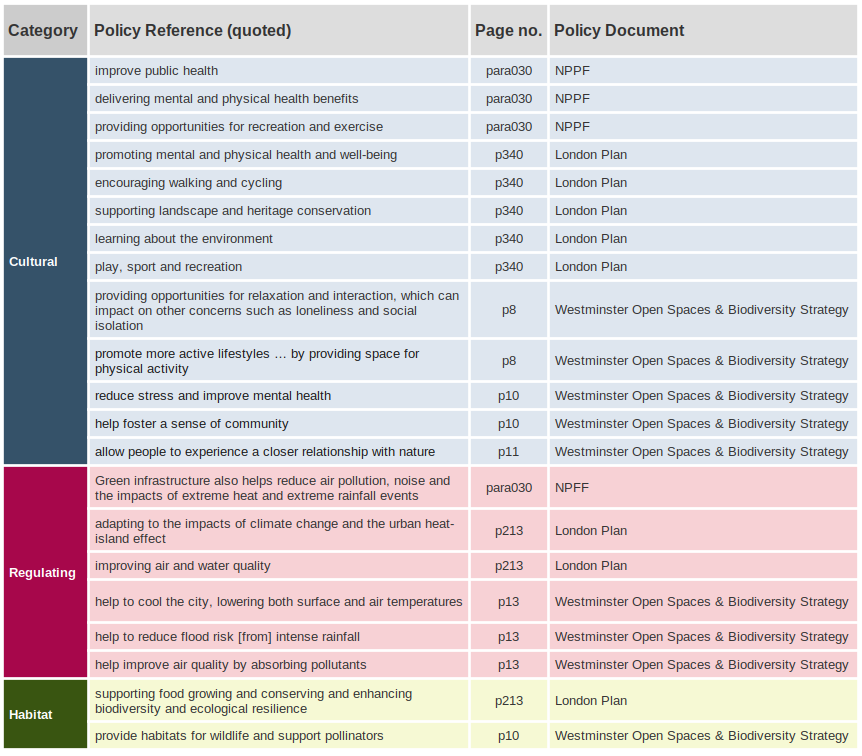 Category Policy Reference (quoted) Page no. Policy Document
improve public health para030 NPPF
delivering mental and physical health benefits para030 NPPF
providing opportunities for recreation and exercise para030 NPPF
promoting mental and physical health and well-being p340 London Plan
encouraging walking and cycling p340 London Plan
supporting landscape and heritage conservation p340 London Plan
learning about the environment p340 London Plan
Cultural
play, sport and recreation p340 London Plan
providing opportunities for relaxation and interaction, which can
impact on other concerns such as loneliness and social p8 Westminster Open Spaces & Biodiversity Strategy
isolation
promote more active lifestyles … by providing space for
physical activity p8 Westminster Open Spaces & Biodiversity Strategy
reduce stress and improve mental health p10 Westminster Open Spaces & Biodiversity Strategy
help foster a sense of community p10 Westminster Open Spaces & Biodiversity Strategy
allow people to experience a closer relationship with nature p11 Westminster Open Spaces & Biodiversity Strategy
Green infrastructure also helps reduce air pollution, noise and
the impacts of extreme heat and extreme rainfall events para030 NPFF
adapting to the impacts of climate change and the urban heat-
island effect p213 London Plan
improving air and water quality p213 London Plan
Regulating
help to cool the city, lowering both surface and air temperatures p13 Westminster Open Spaces & Biodiversity Strategy
help to reduce flood risk [from] intense rainfall p13 Westminster Open Spaces & Biodiversity Strategy
help improve air quality by absorbing pollutants p13 Westminster Open Spaces & Biodiversity Strategy
supporting food growing and conserving and enhancing
biodiversity and ecological resilience p213 London Plan
Habitat
provide habitats for wildlife and support pollinators p10 Westminster Open Spaces & Biodiversity Strategy